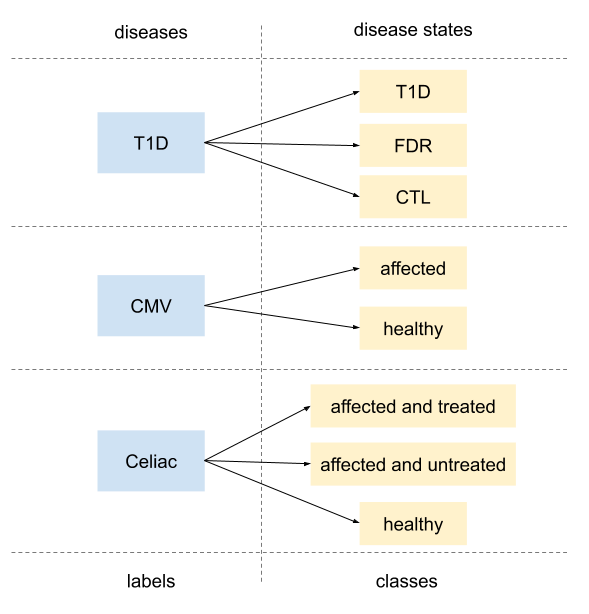 diseases
disease states
T1D
T1D
FDR
CTL
CMV
affected
healthy
Celiac
affected and treated
affected and untreated
healthy
labels
classes